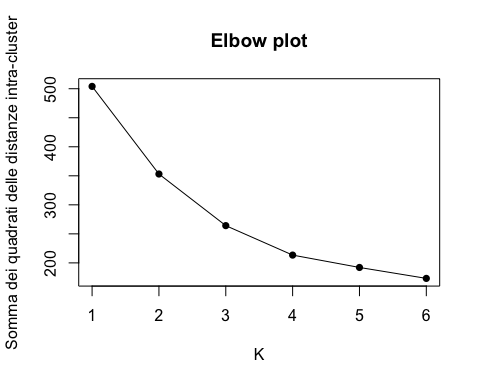 Elbow plot
Somma dei quadrati delle distanze intra-cluster
500
400
300
200
1 2 3 4 5 6
K